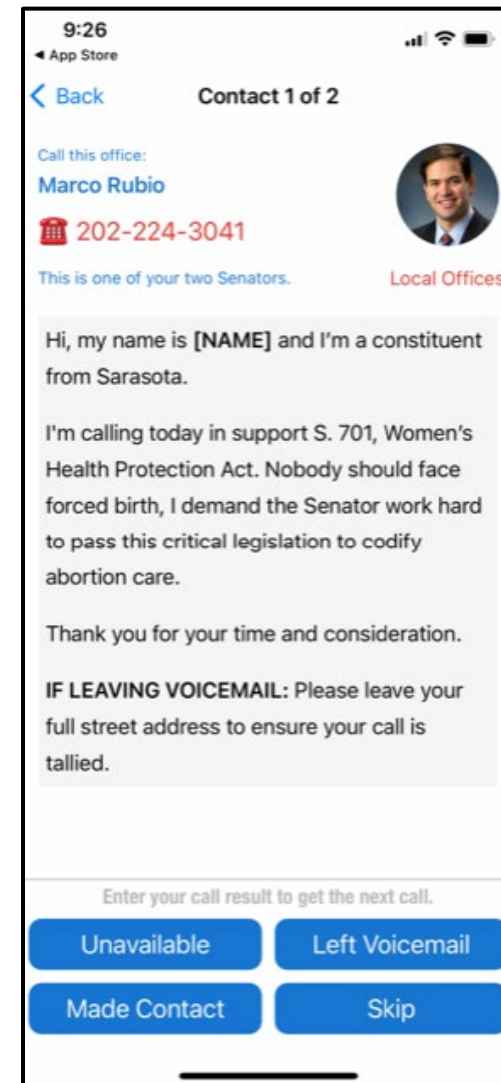 9:26
◀ App Store
Back
Contact 1 of 2
Call this office:
Marco Rubio
☎️ 202-224-3041
This is one of your two Senators.
Local Offices
Hi, my name is [NAME] and I'm a constituent
from Sarasota.
I'm calling today in support S. 701, Women's
Health Protection Act. Nobody should face
forced birth, I demand the Senator work hard
to pass this critical legislation to codify
abortion care.
Thank you for your time and consideration.
IF LEAVING VOICEMAIL: Please leave your
full street address to ensure your call is
tallied.
Enter your call result to get the next call.
Unavailable
Left Voicemail
Made Contact
Skip